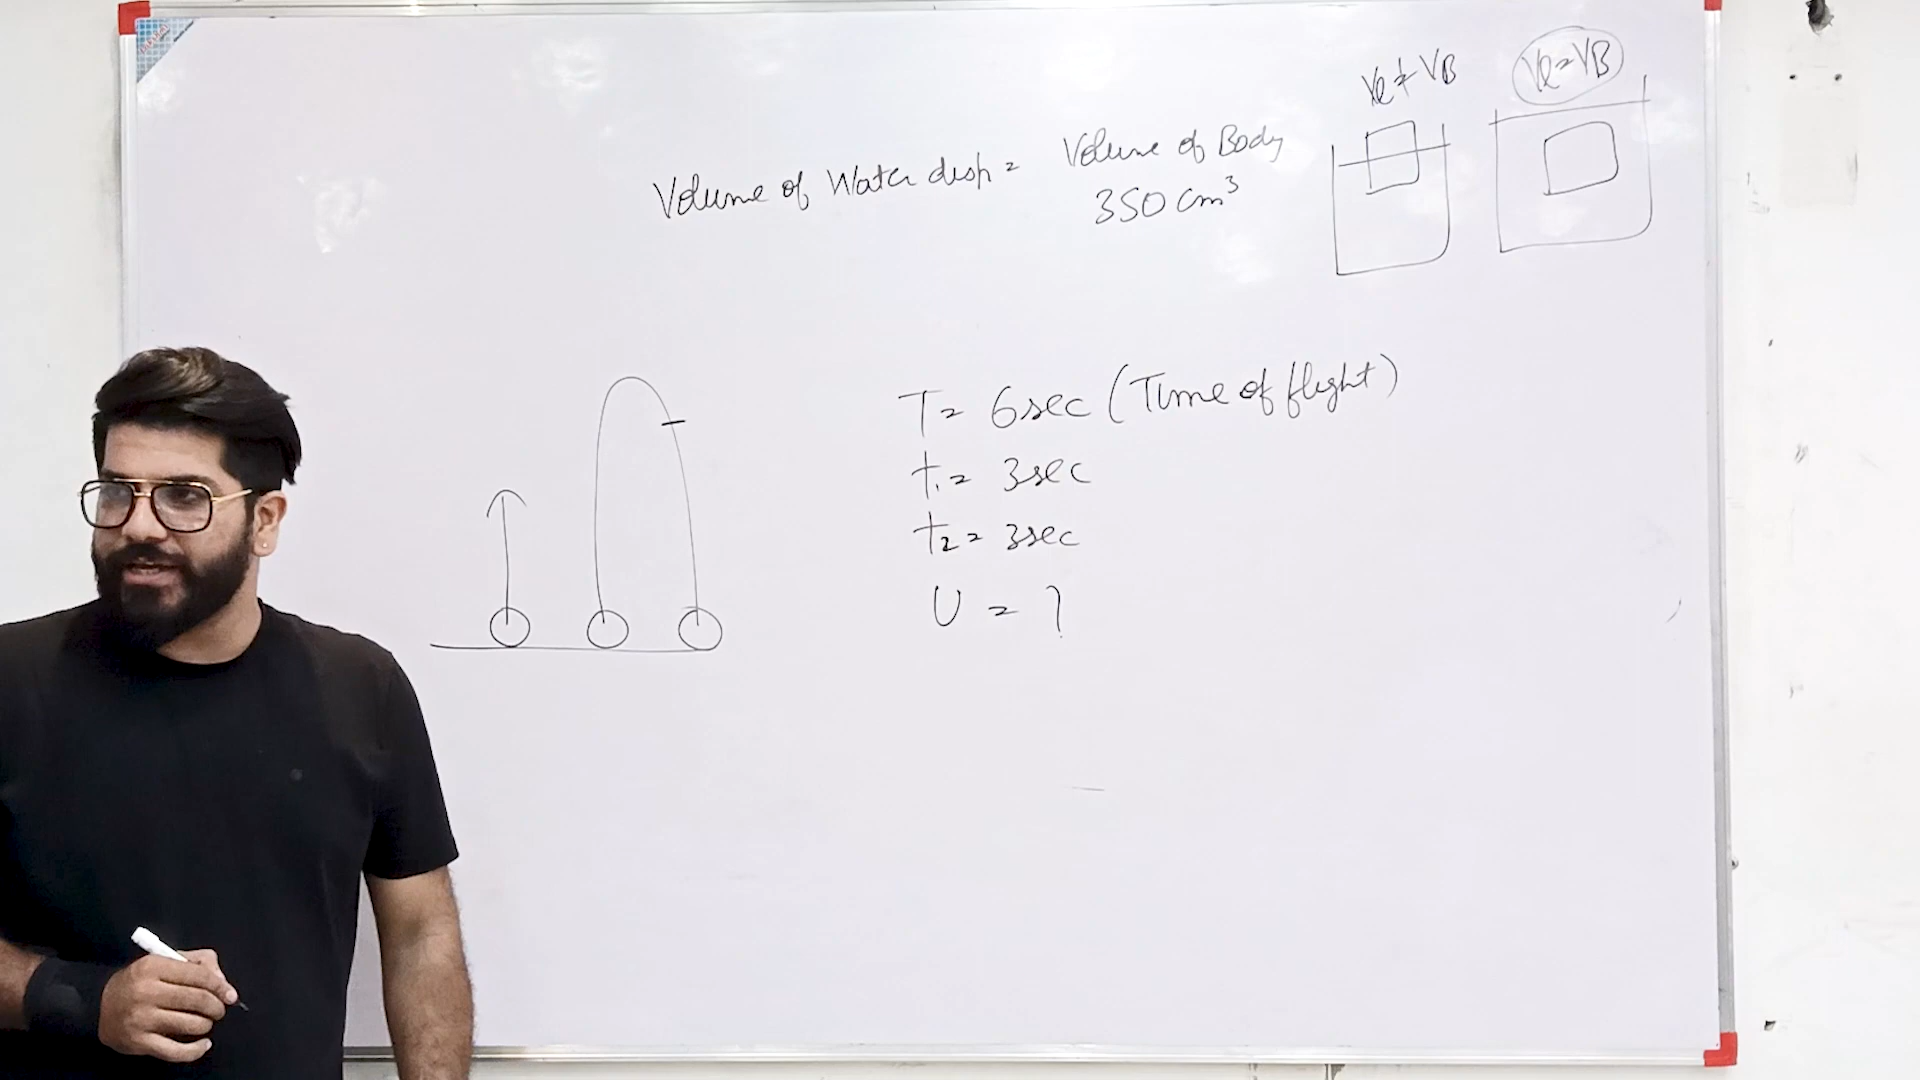 Vl ≠ VB
Vl = VB
Volume of Water disp = Volume of Body
350 cm³
T = 6sec (Time of flight)
t₁ = 3sec
t₂ = 3sec
U = ?